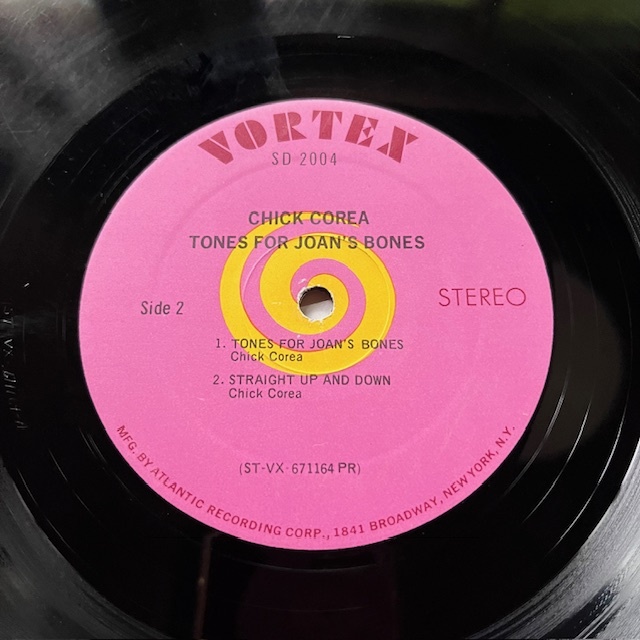 VORTEX
SD 2004
CHICK COREA
TONES FOR JOAN'S BONES
Side 2
STEREO
1. TONES FOR JOAN'S BONES
Chick Corea
2. STRAIGHT UP AND DOWN
Chick Corea
(ST-VX-671164 PR)
MFG. BY ATLANTIC RECORDING CORP., 1841 BROADWAY, NEW YORK, N.Y.